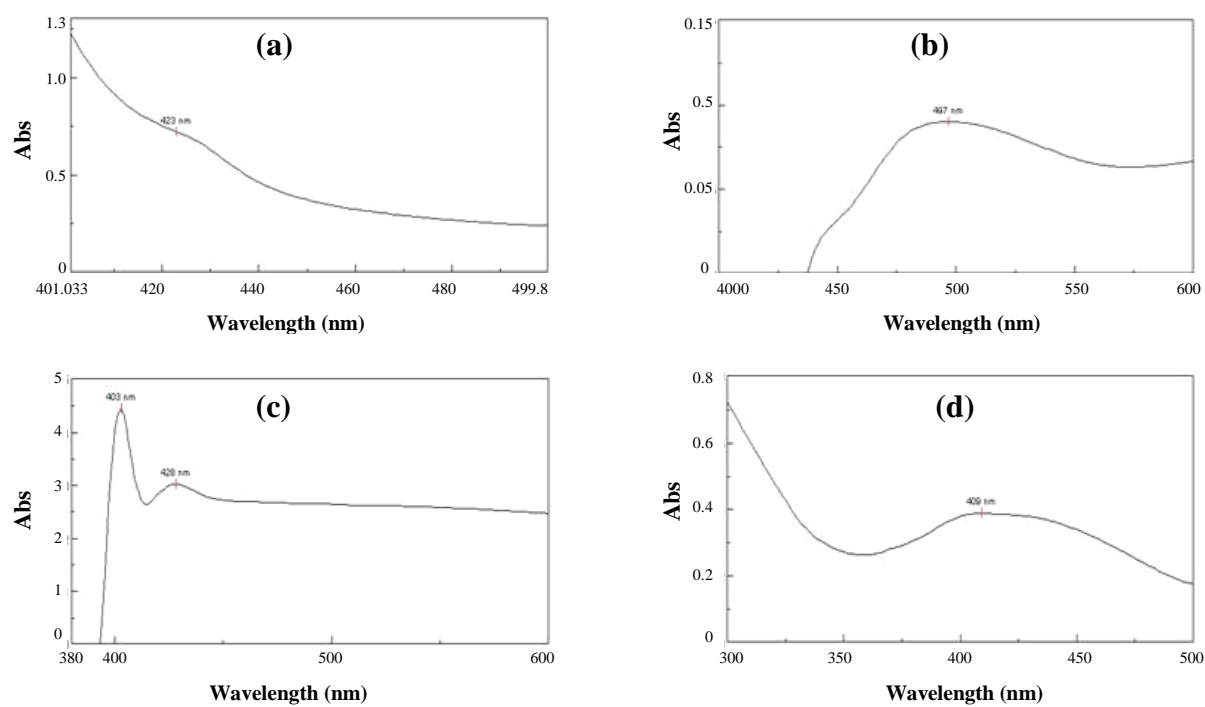 (a)
1.3
1.0
0.5
0
Abs
423 nm
401.033 420 440 460 480 499.8
Wavelength (nm)
(b)
0.15
0.5
0.05
0
Abs
497 nm
4000 450 500 550 600
Wavelength (nm)
(c)
5
4
3
2
1
0
Abs
403 nm
428 nm
380 400 500 600
Wavelength (nm)
(d)
0.8
0.6
0.4
0.2
0
Abs
409 nm
300 350 400 450 500
Wavelength (nm)